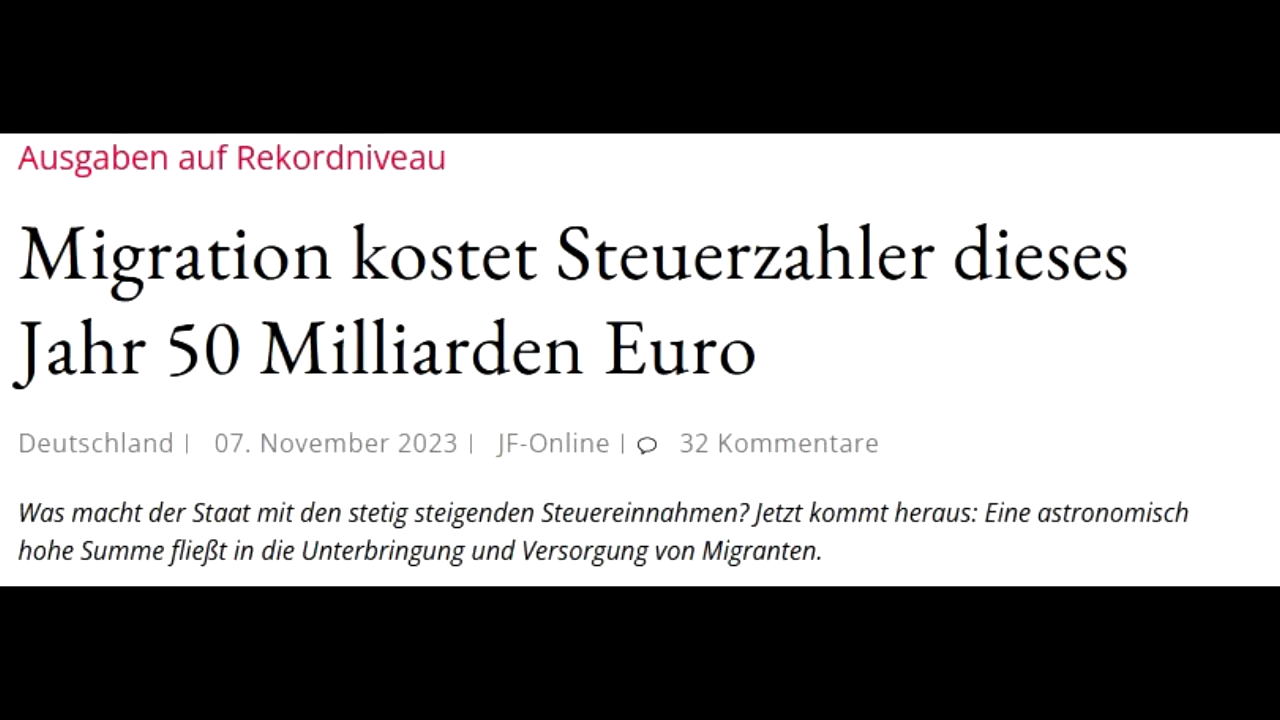 Ausgaben auf Rekordniveau
Migration kostet Steuerzahler dieses
Jahr 50 Milliarden Euro
Deutschland | 07. November 2023 | JF-Online | 32 Kommentare
Was macht der Staat mit den stetig steigenden Steuereinnahmen? Jetzt kommt heraus: Eine astronomisch
hohe Summe fließt in die Unterbringung und Versorgung von Migranten.